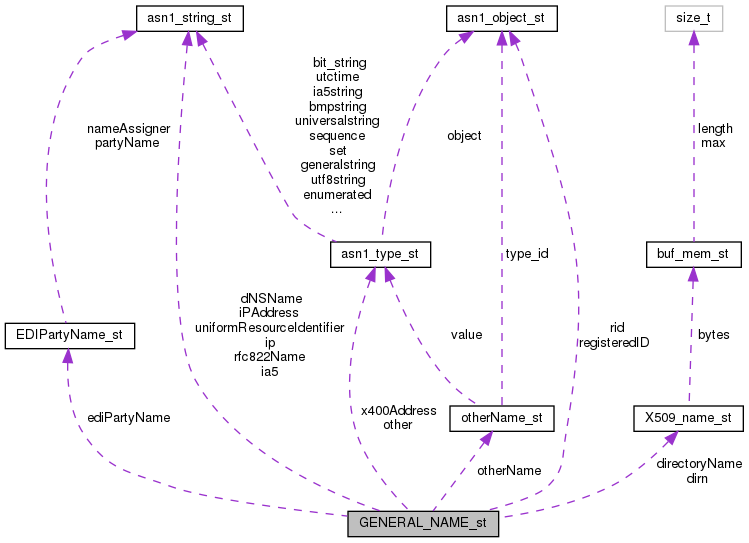 asn1_string_st
asn1_object_st
size_t
bit_string
utctime
ia5string
bmpstring
universalstring
sequence
set
generalstring
utf8string
enumerated
...
nameAssigner
partyName
object
length
max
asn1_type_st
buf_mem_st
type_id
dNSName
iPAddress
uniformResourceIdentifier
ip
rfc822Name
ia5
EDIPartyName_st
value
rid
registeredID
bytes
ediPartyName
x400Address
other
otherName_st
X509_name_st
otherName
directoryName
dirn
GENERAL_NAME_st